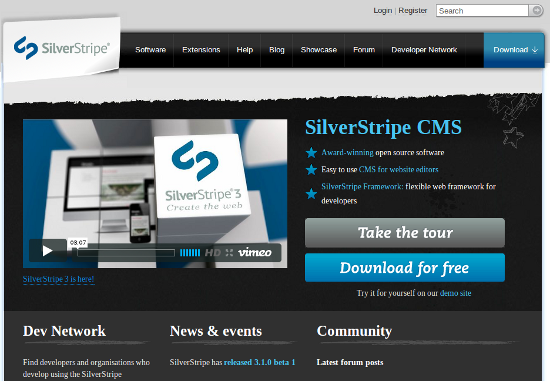 Login | Register
Search
SilverStripe
Software Extensions Help Blog Showcase Forum Developer Network Download
SilverStripe 3
Create the web
03:07
HD vimeo
SilverStripe 3 is here!
SilverStripe CMS
Award-winning open source software
Easy to use CMS for website editors
SilverStripe Framework: flexible web framework for
developers
Take the tour
Download for free
Try it for yourself on our demo site
Dev Network
Find developers and organisations who
develop using the SilverStripe
News & events
SilverStripe has released 3.1.0 beta 1
Community
Latest forum posts